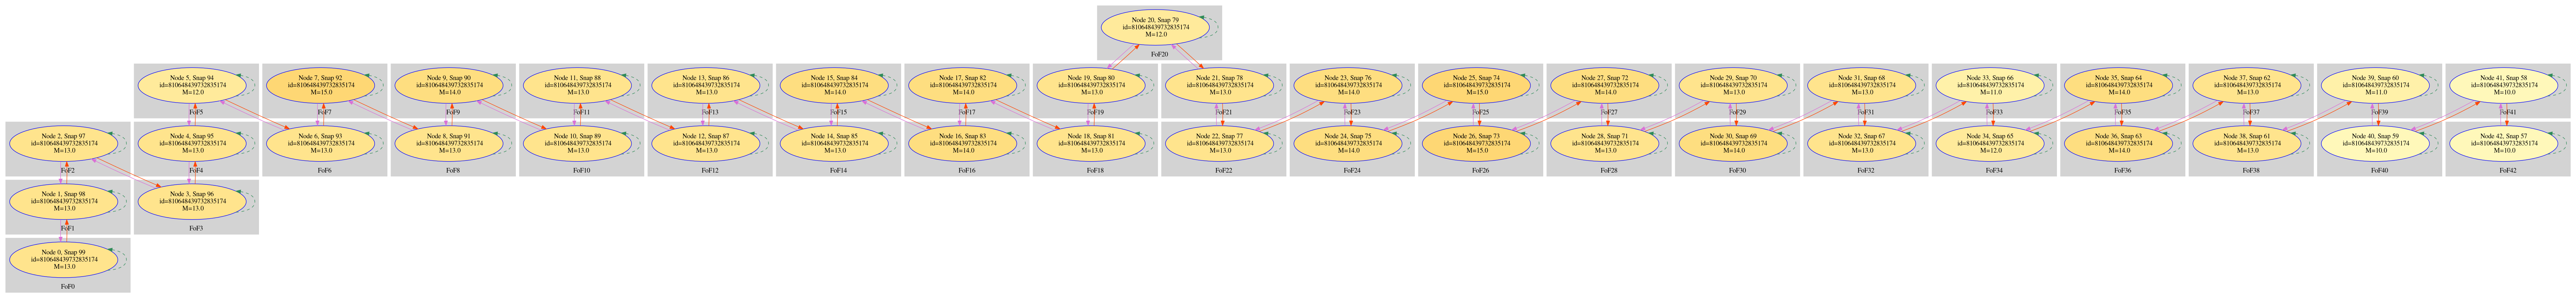 Node 20, Snap 79
id=810648439732835174
M=12.0
FoF20
Node 5, Snap 94
id=810648439732835174
M=12.0
FoF5
Node 7, Snap 92
id=810648439732835174
M=15.0
FoF7
Node 9, Snap 90
id=810648439732835174
M=14.0
FoF9
Node 11, Snap 88
id=810648439732835174
M=13.0
FoF11
Node 13, Snap 86
id=810648439732835174
M=13.0
FoF13
Node 15, Snap 84
id=810648439732835174
M=14.0
FoF15
Node 17, Snap 82
id=810648439732835174
M=14.0
FoF17
Node 19, Snap 80
id=810648439732835174
M=13.0
FoF19
Node 21, Snap 78
id=810648439732835174
M=13.0
FoF21
Node 23, Snap 76
id=810648439732835174
M=14.0
FoF23
Node 25, Snap 74
id=810648439732835174
M=15.0
FoF25
Node 27, Snap 72
id=810648439732835174
M=14.0
FoF27
Node 29, Snap 70
id=810648439732835174
M=13.0
FoF29
Node 31, Snap 68
id=810648439732835174
M=13.0
FoF31
Node 33, Snap 66
id=810648439732835174
M=11.0
FoF33
Node 35, Snap 64
id=810648439732835174
M=14.0
FoF35
Node 37, Snap 62
id=810648439732835174
M=13.0
FoF37
Node 39, Snap 60
id=810648439732835174
M=11.0
FoF39
Node 41, Snap 58
id=810648439732835174
M=10.0
FoF41
Node 2, Snap 97
id=810648439732835174
M=13.0
FoF2
Node 4, Snap 95
id=810648439732835174
M=13.0
FoF4
Node 6, Snap 93
id=810648439732835174
M=13.0
FoF6
Node 8, Snap 91
id=810648439732835174
M=13.0
FoF8
Node 10, Snap 89
id=810648439732835174
M=13.0
FoF10
Node 12, Snap 87
id=810648439732835174
M=13.0
FoF12
Node 14, Snap 85
id=810648439732835174
M=13.0
FoF14
Node 16, Snap 83
id=810648439732835174
M=14.0
FoF16
Node 18, Snap 81
id=810648439732835174
M=13.0
FoF18
Node 22, Snap 77
id=810648439732835174
M=13.0
FoF22
Node 24, Snap 75
id=810648439732835174
M=14.0
FoF24
Node 26, Snap 73
id=810648439732835174
M=15.0
FoF26
Node 28, Snap 71
id=810648439732835174
M=13.0
FoF28
Node 30, Snap 69
id=810648439732835174
M=14.0
FoF30
Node 32, Snap 67
id=810648439732835174
M=13.0
FoF32
Node 34, Snap 65
id=810648439732835174
M=12.0
FoF34
Node 36, Snap 63
id=810648439732835174
M=14.0
FoF36
Node 38, Snap 61
id=810648439732835174
M=13.0
FoF38
Node 40, Snap 59
id=810648439732835174
M=10.0
FoF40
Node 42, Snap 57
id=810648439732835174
M=10.0
FoF42
Node 1, Snap 98
id=810648439732835174
M=13.0
FoF1
Node 3, Snap 96
id=810648439732835174
M=13.0
FoF3
Node 0, Snap 99
id=810648439732835174
M=13.0
FoF0